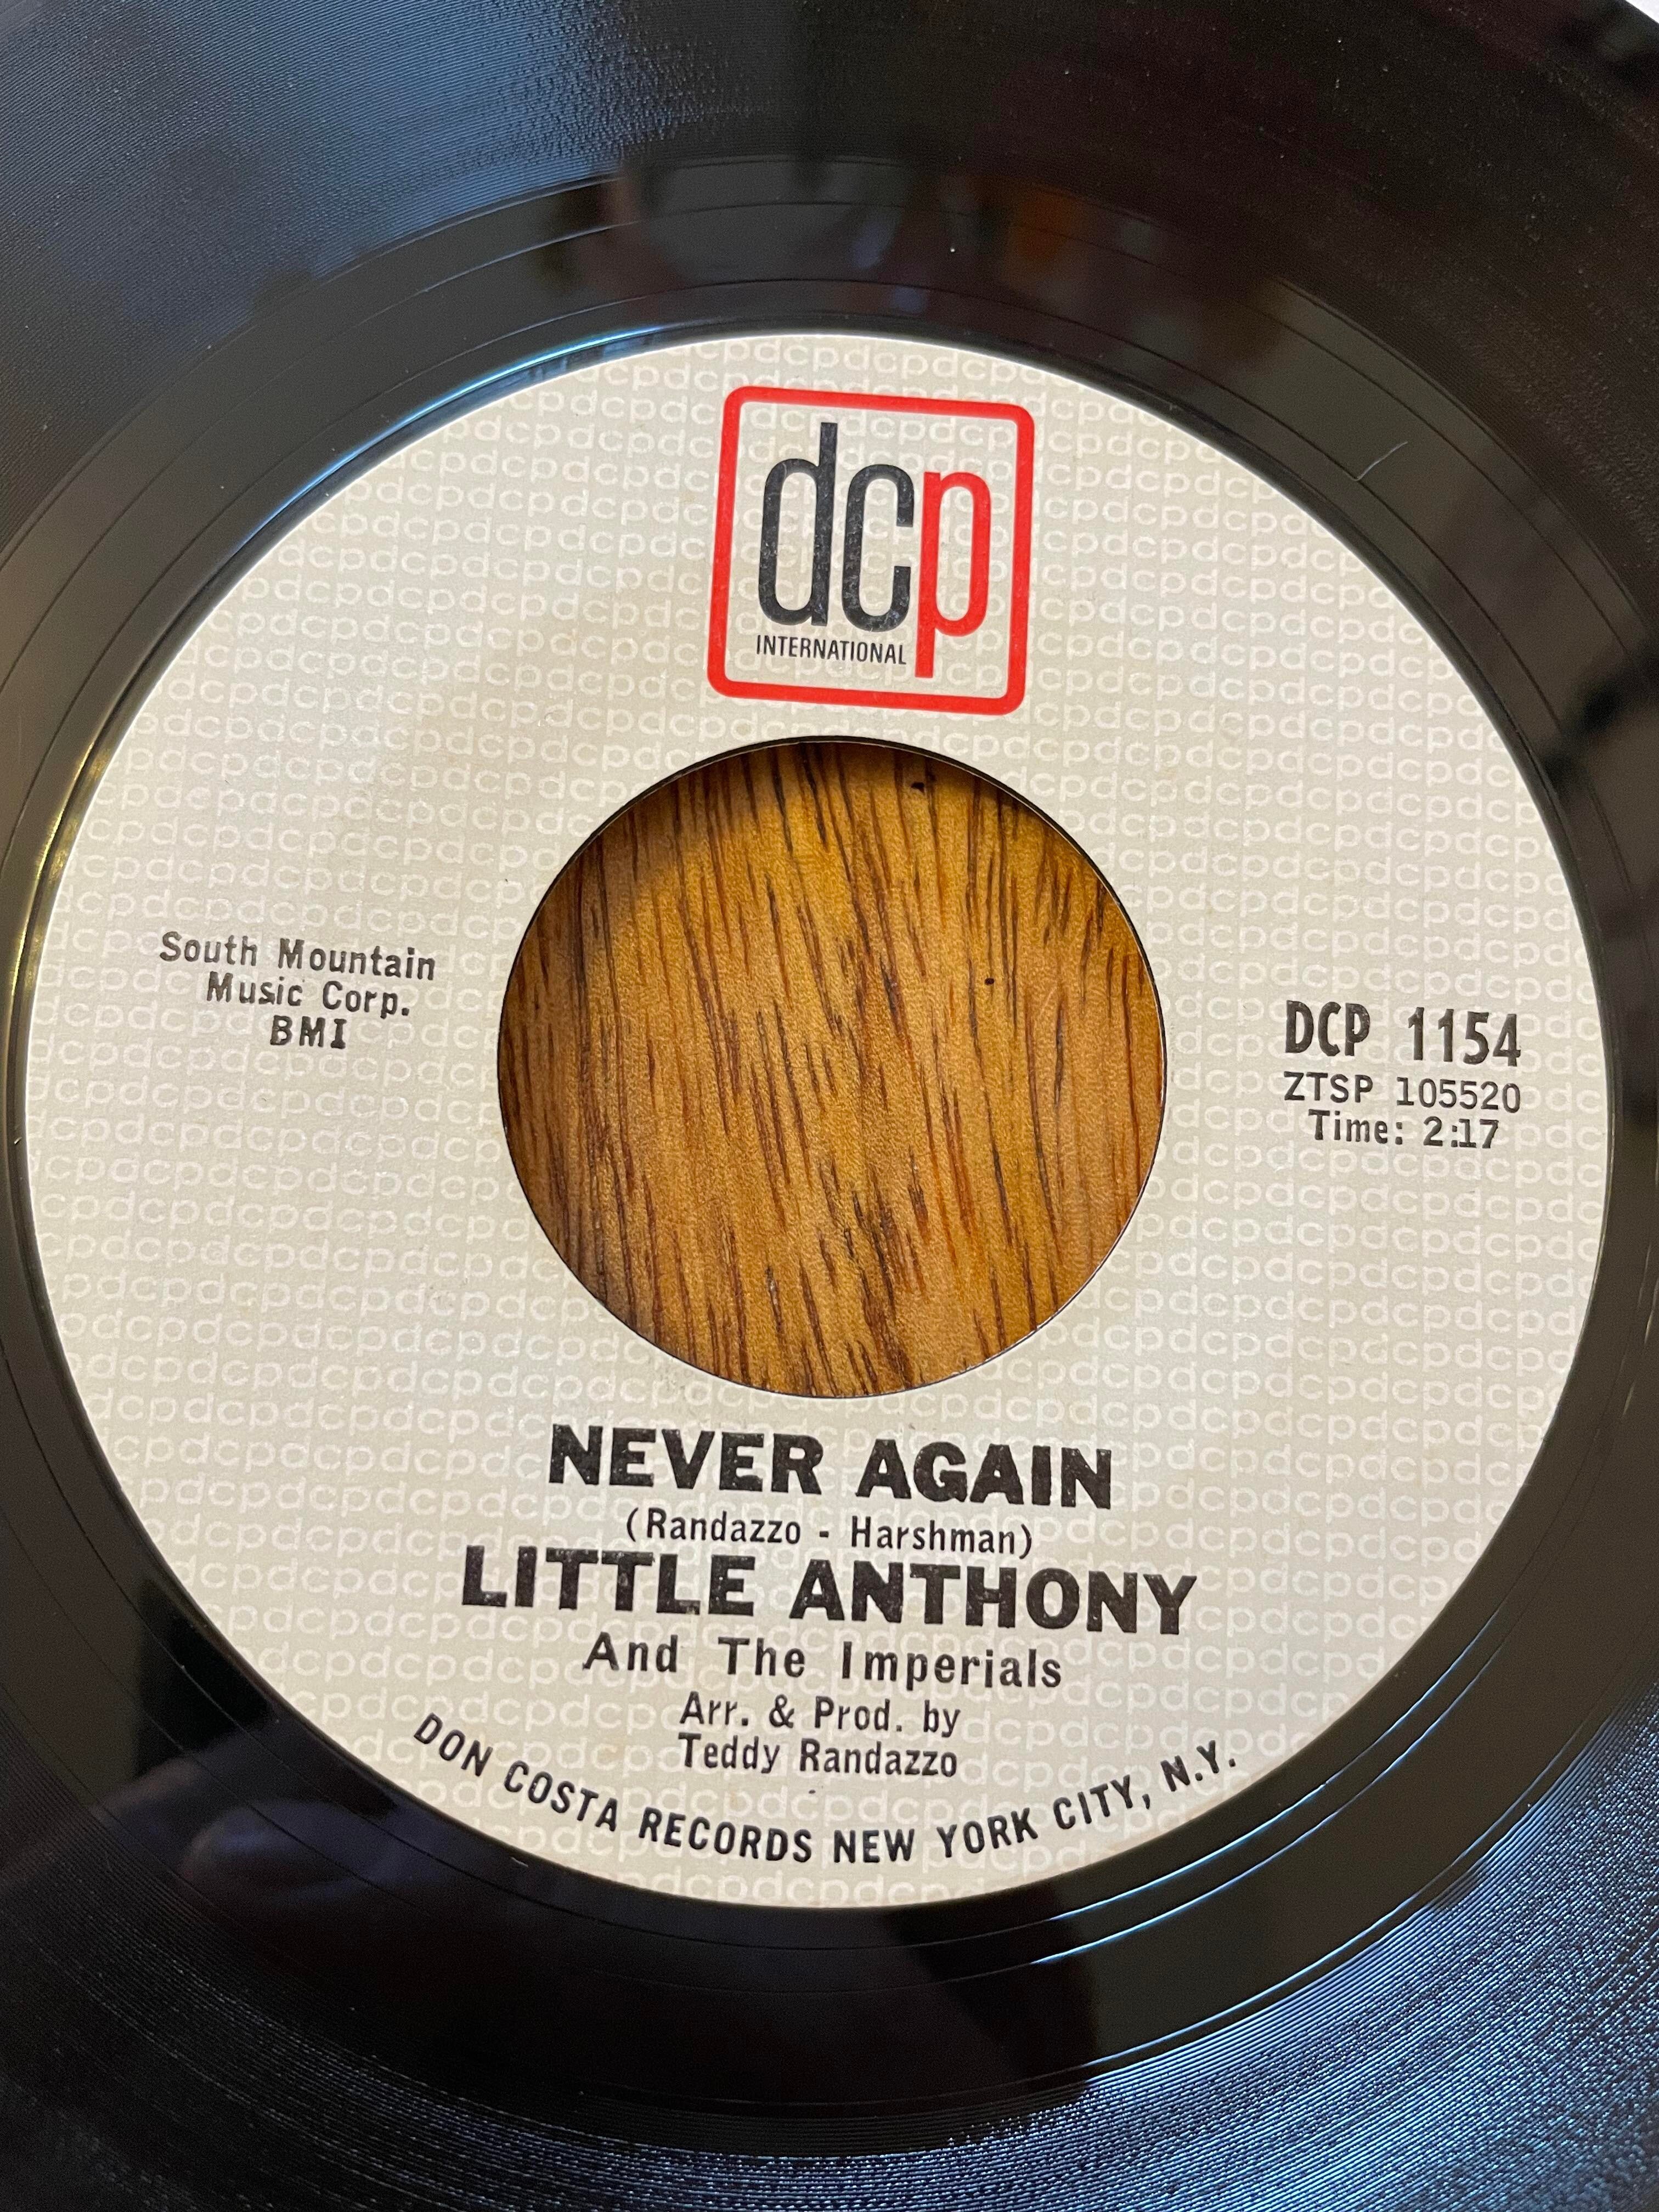 dcp
INTERNATIONAL
South Mountain
Music Corp.
BMI
DCP 1154
ZTSP 105520
Time: 2:17
NEVER AGAIN
(Randazzo - Harshman)
LITTLE ANTHONY
And The Imperials
Arr. & Prod. by
Teddy Randazzo
DON COSTA RECORDS NEW YORK CITY, N.Y.